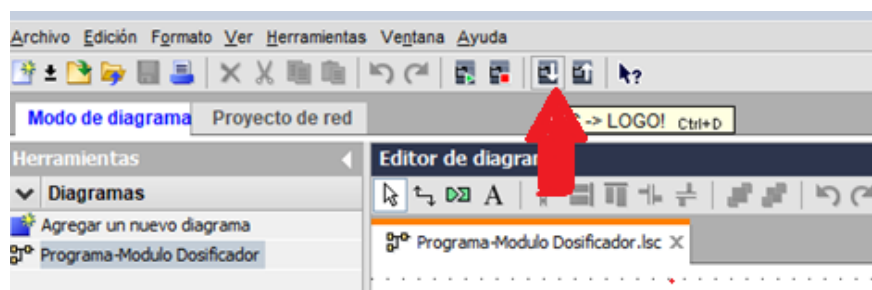 Archivo Edición Formato Ver Herramientas Ventana Ayuda
Modo de diagrama Proyecto de red
-> LOGO! Ctrl+D
Herramientas
Editor de diagra
Diagramas
A
Agregar un nuevo diagrama
Programa-Modulo Dosificador
Programa-Modulo Dosificador.lsc